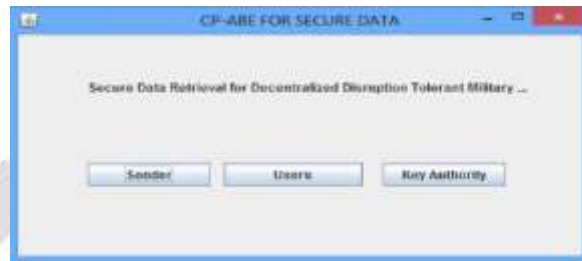 CP-ABE FOR SECURE DATA
Secure Data Retrieval for Decentralized Disruption Tolerant Military ...
Sender
Users
Key Authority